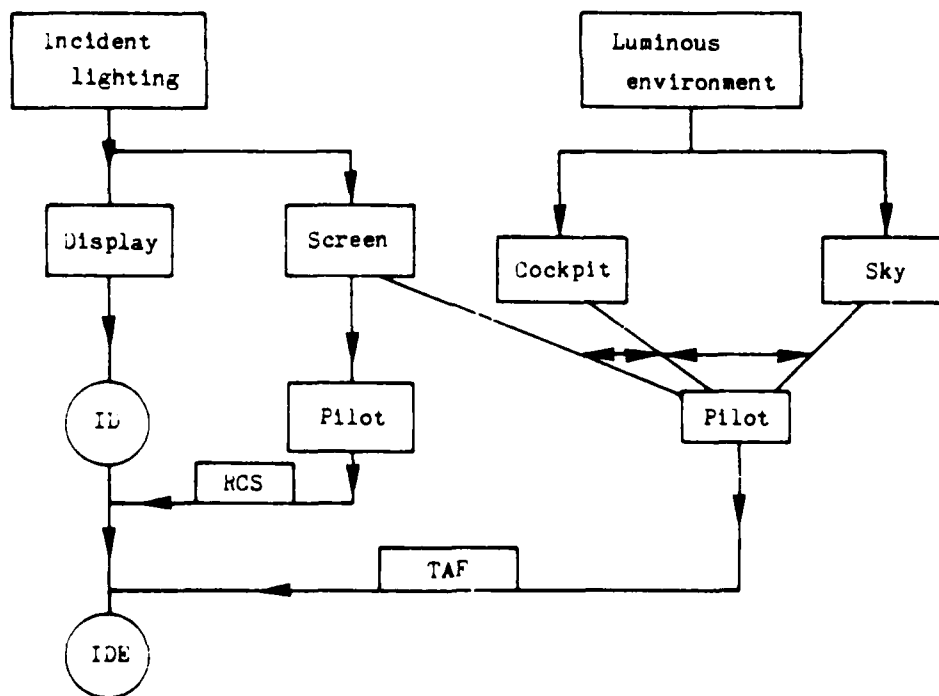 Incident
lighting
Luminous
environment
Display
Screen
Cockpit
Sky
ID
Pilot
Pilot
RCS
TAF
IDE